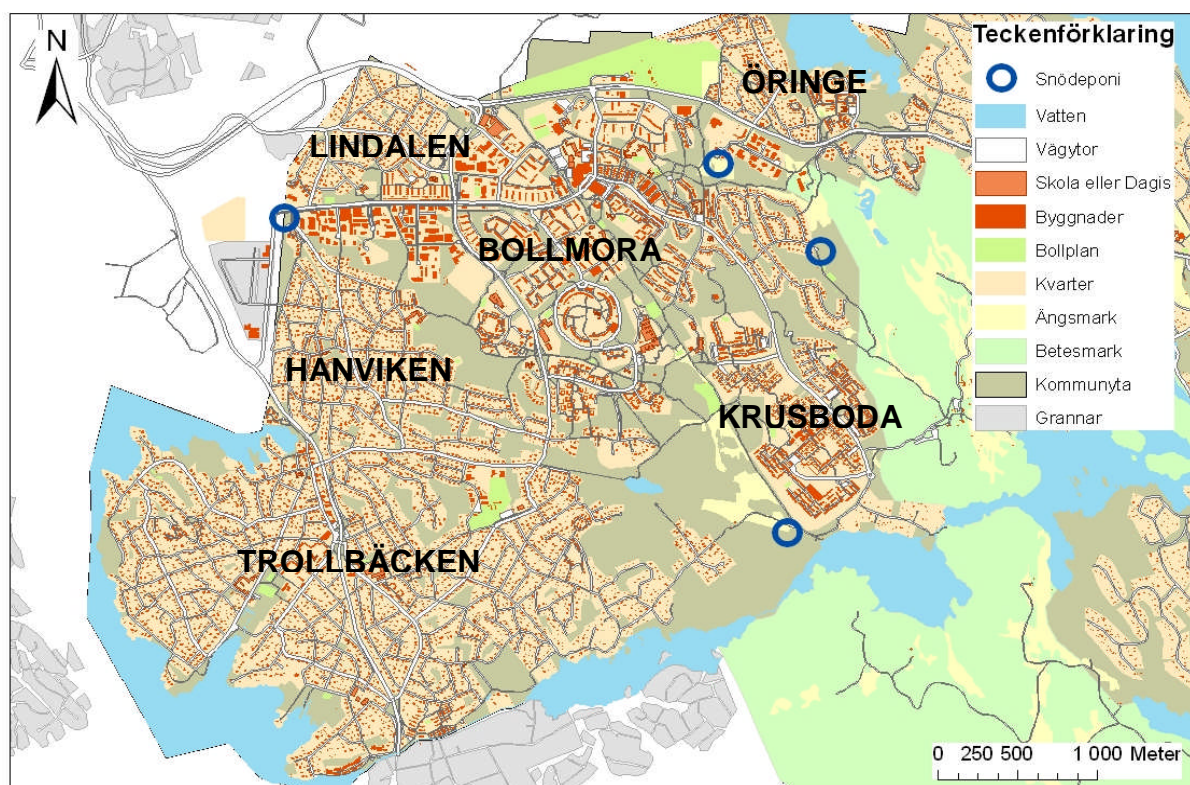 N
ÖRINGE
LINDALEN
BOLLMORA
HANVIKEN
KRUSBODA
TROLLBÄCKEN
Teckenförklaring
Snödeponi
Vatten
Vägytor
Skola eller Dagis
Byggnader
Bollplan
Kvarter
Ängsmark
Betesmark
Kommunyta
Grannar
0 250 500 1 000 Meter